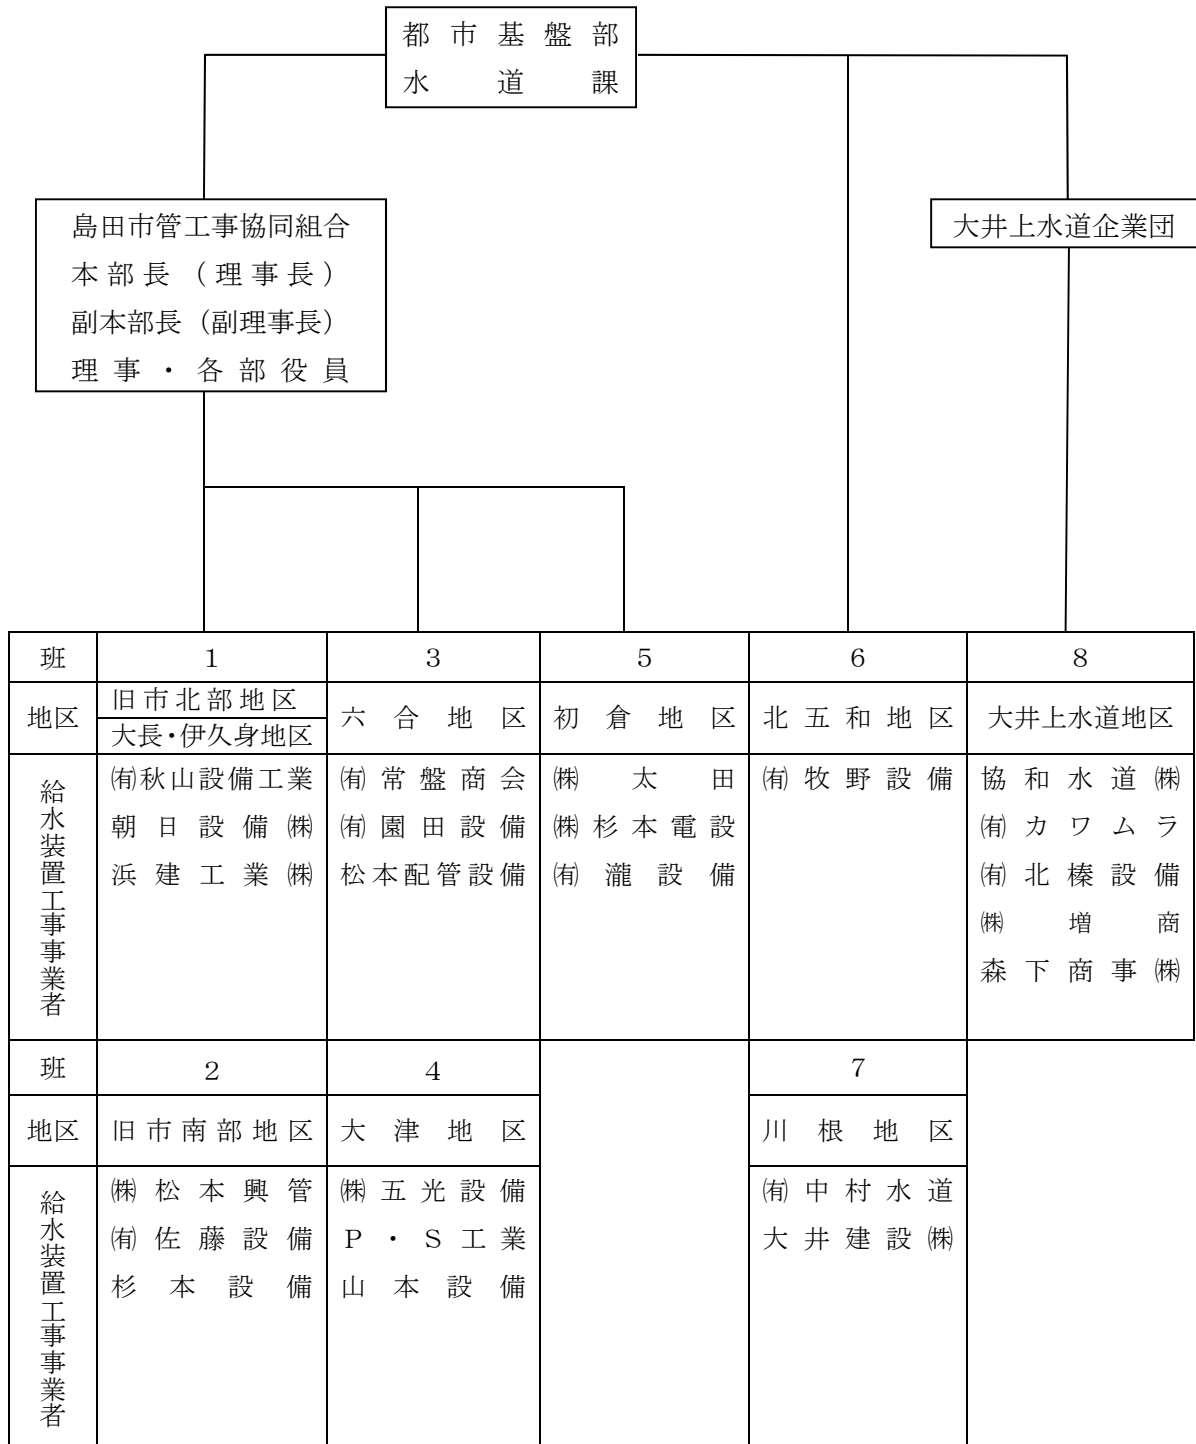 都市基盤部
水道課
島田市管工事協同組合
本部長（理事長）
副本部長（副理事長）
理事・各部役員
大井上水道企業団
班 1 3 5 6 8
地区 旧市北部地区 六合地区 初倉地区 北五和地区 大井上水道地区
大長・伊久身地区
給水装置工事事業者
㈲秋山設備工業 ㈲常盤商会 ㈱太田 ㈲牧野設備 協和水道㈱
朝日設備㈱ ㈲園田設備 ㈱杉本電設 ㈲カワムラ
浜建工業㈱ 松本配管設備 ㈲瀧設備 ㈲北榛設備
㈱増商
森下商事㈱
班 2 4 7
地区 旧市南部地区 大津地区 川根地区
給水装置工事事業者
㈱松本興管 ㈱五光設備 ㈲中村水道
㈲佐藤設備 Ｐ・Ｓ工業 大井建設㈱
杉本設備 山本設備